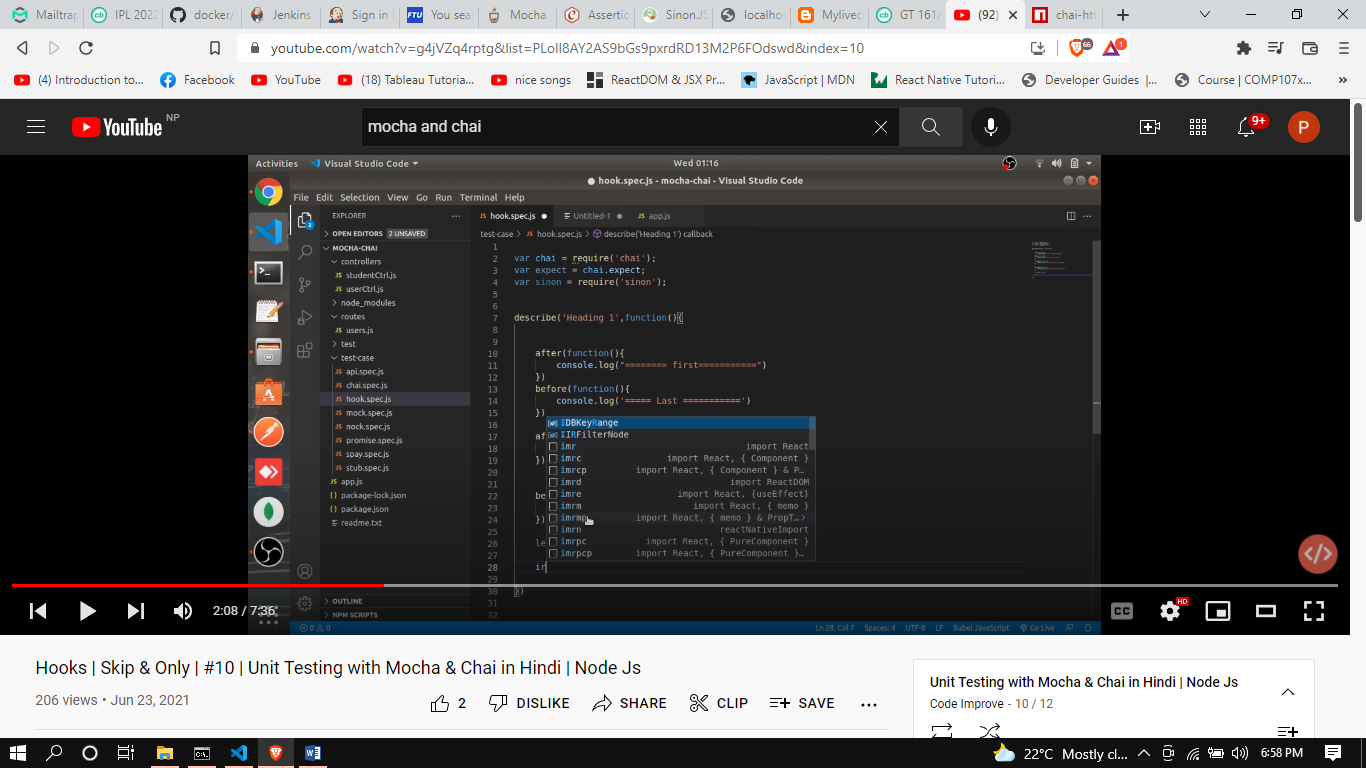 Mailtrap IPL 2022 docker/ Jenkins Sign in YOU sea Mocha Assertio Sinon.JS localhos Mylivec GT 161/ (92) chai-htt
youtube.com/watch?v=g4jVZq4rptg&list=PLolI8AY2AS9bGs9pxrdRD13M2P6FOdswd&index=10 66 1
(4) Introduction to... Facebook YouTube (18) Tableau Tutoria... nice songs ReactDOM & JSX Pr... JavaScript | MDN React Native Tutori... Developer Guides |... Course | COMP107x...
YouTube NP mocha and chai 9+ P
Activities Visual Studio Code Wed 01:16
hook.spec.js - mocha-chai - Visual Studio Code
File Edit Selection View Go Run Terminal Help
EXPLORER ... hook.spec.js Untitled-1 app.js
OPEN EDITORS 2 UNSAVED
test-case > hook.spec.js > describe('Heading 1') callback
MOCHA-CHAI
controllers
studentCtrl.js
userCtrl.js
node_modules
routes
users.js
test
test-case
api.spec.js
chai.spec.js
hook.spec.js
mock.spec.js
nock.spec.js
promise.spec.js
spay.spec.js
stub.spec.js
app.js
package-lock.json
package.json
readme.txt
OUTLINE
NPM SCRIPTS
1
2 var chai = require('chai');
3 var expect = chai.expect;
4 var sinon = require('sinon');
5
6
7 describe('Heading 1',function(){
8
9
10 after(function(){
11 console.log("======== first===========")
12 })
13 before(function(){
14 console.log('===== Last ===========')
15 })
16 IDBKeyRange
17 af IIRFilterNode
18 imr import React
19 }) imrc import React, { Component }
20 imrcp import React, { Component } & P...
21 imrd import ReactDOM
22 be imre import React, {useEffect}
23 imrm import React, { memo }
24 }) imrmp import React, { memo } & PropT...
25 imrn reactNativeImport
26 le imrpc import React, { PureComponent }
27 imrpcp import React, { PureComponent }...
28 ir
29
30 })
31
32
0 0 Ln 28, Col 7 Spaces: 4 UTF-8 LF Babel JavaScript Go Live
2:08 / 7:36 CC HD
Hooks | Skip & Only | #10 | Unit Testing with Mocha & Chai in Hindi | Node Js
206 views • Jun 23, 2021
2 DISLIKE SHARE CLIP SAVE ...
Unit Testing with Mocha & Chai in Hindi | Node Js
Code Improve - 10 / 12
22°C Mostly cl... 6:58 PM